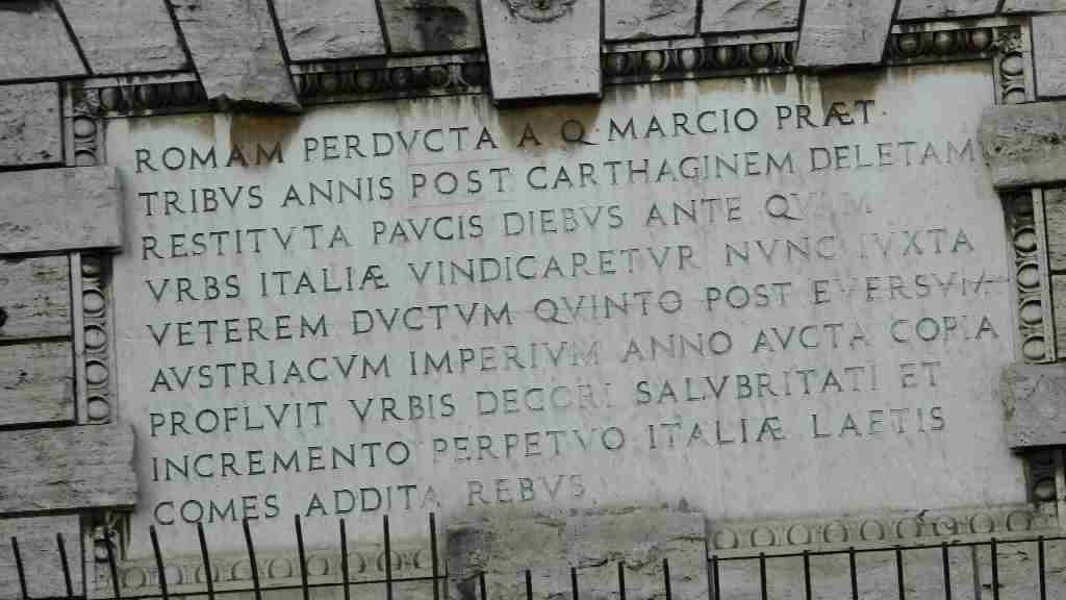 ROMAM PERDVCTA A Q·MARCIO PRÆT·
TRIBVS ANNIS POST CARTHAGINEM DELETAM
RESTITVTA PAVCIS DIEBVS ANTE QVAM
VRBS ITALIÆ VINDICARETVR NVNC IVXTA
VETEREM DVCTVM QVINTO POST EVERSVM
AVSTRIACVM IMPERIVM ANNO AVCTA COPIA
PROFLVIT VRBIS DECORI SALVBRITATI ET
INCREMENTO PERPETVO ITALIÆ LAETIS
COMES ADDITA REBVS